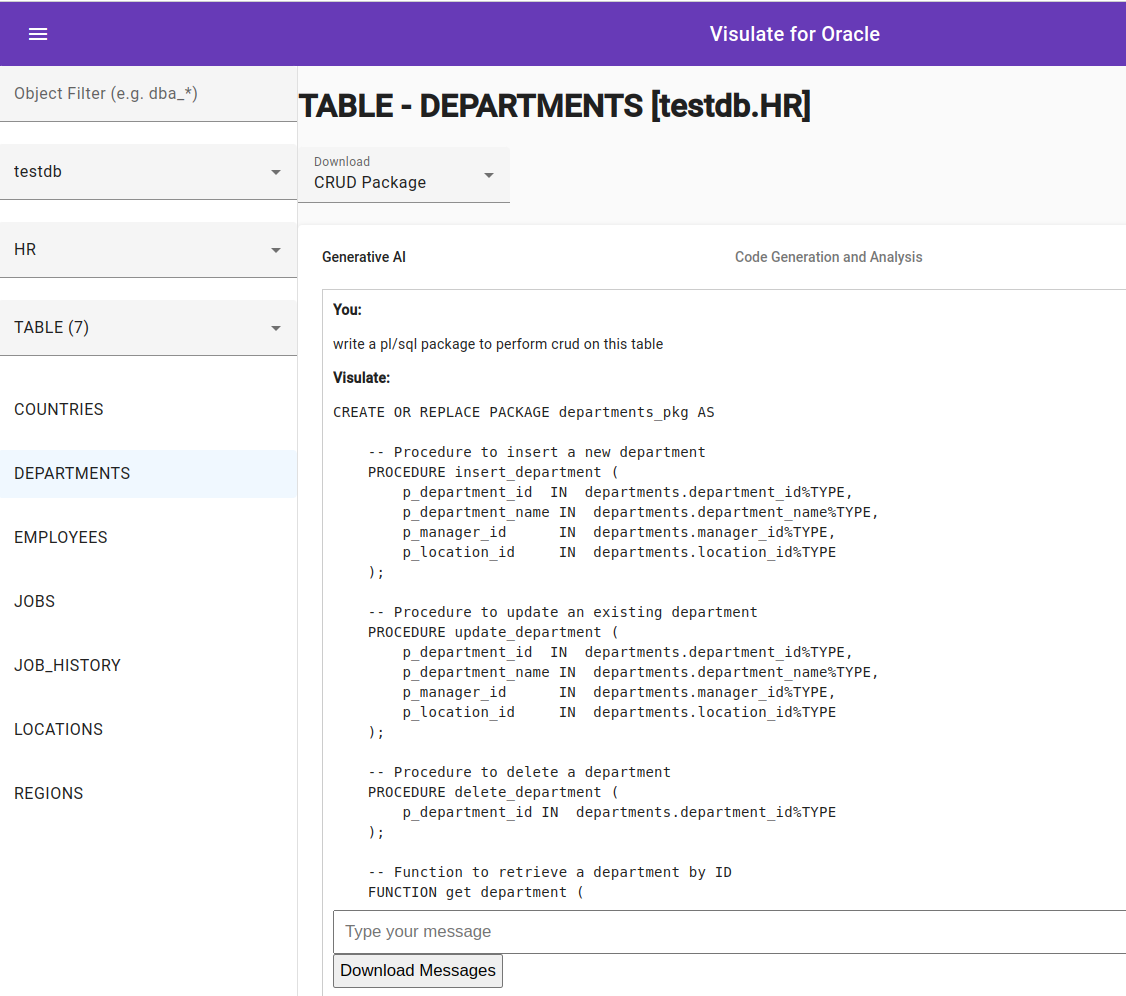 Visulate for Oracle
Object Filter (e.g. dba_*)
testdb
HR
TABLE (7)
COUNTRIES
DEPARTMENTS
EMPLOYEES
JOBS
JOB_HISTORY
LOCATIONS
REGIONS
TABLE - DEPARTMENTS [testdb.HR]
Download
CRUD Package
Generative AI
Code Generation and Analysis
You:
write a pl/sql package to perform crud on this table
Visulate:
CREATE OR REPLACE PACKAGE departments_pkg AS
    -- Procedure to insert a new department
    PROCEDURE insert_department (
        p_department_id  IN  departments.department_id%TYPE,
        p_department_name IN  departments.department_name%TYPE,
        p_manager_id      IN  departments.manager_id%TYPE,
        p_location_id     IN  departments.location_id%TYPE
    );
    -- Procedure to update an existing department
    PROCEDURE update_department (
        p_department_id  IN  departments.department_id%TYPE,
        p_department_name IN  departments.department_name%TYPE,
        p_manager_id      IN  departments.manager_id%TYPE,
        p_location_id     IN  departments.location_id%TYPE
    );
    -- Procedure to delete a department
    PROCEDURE delete_department (
        p_department_id IN  departments.department_id%TYPE
    );
    -- Function to retrieve a department by ID
    FUNCTION get department (
Type your message
Download Messages